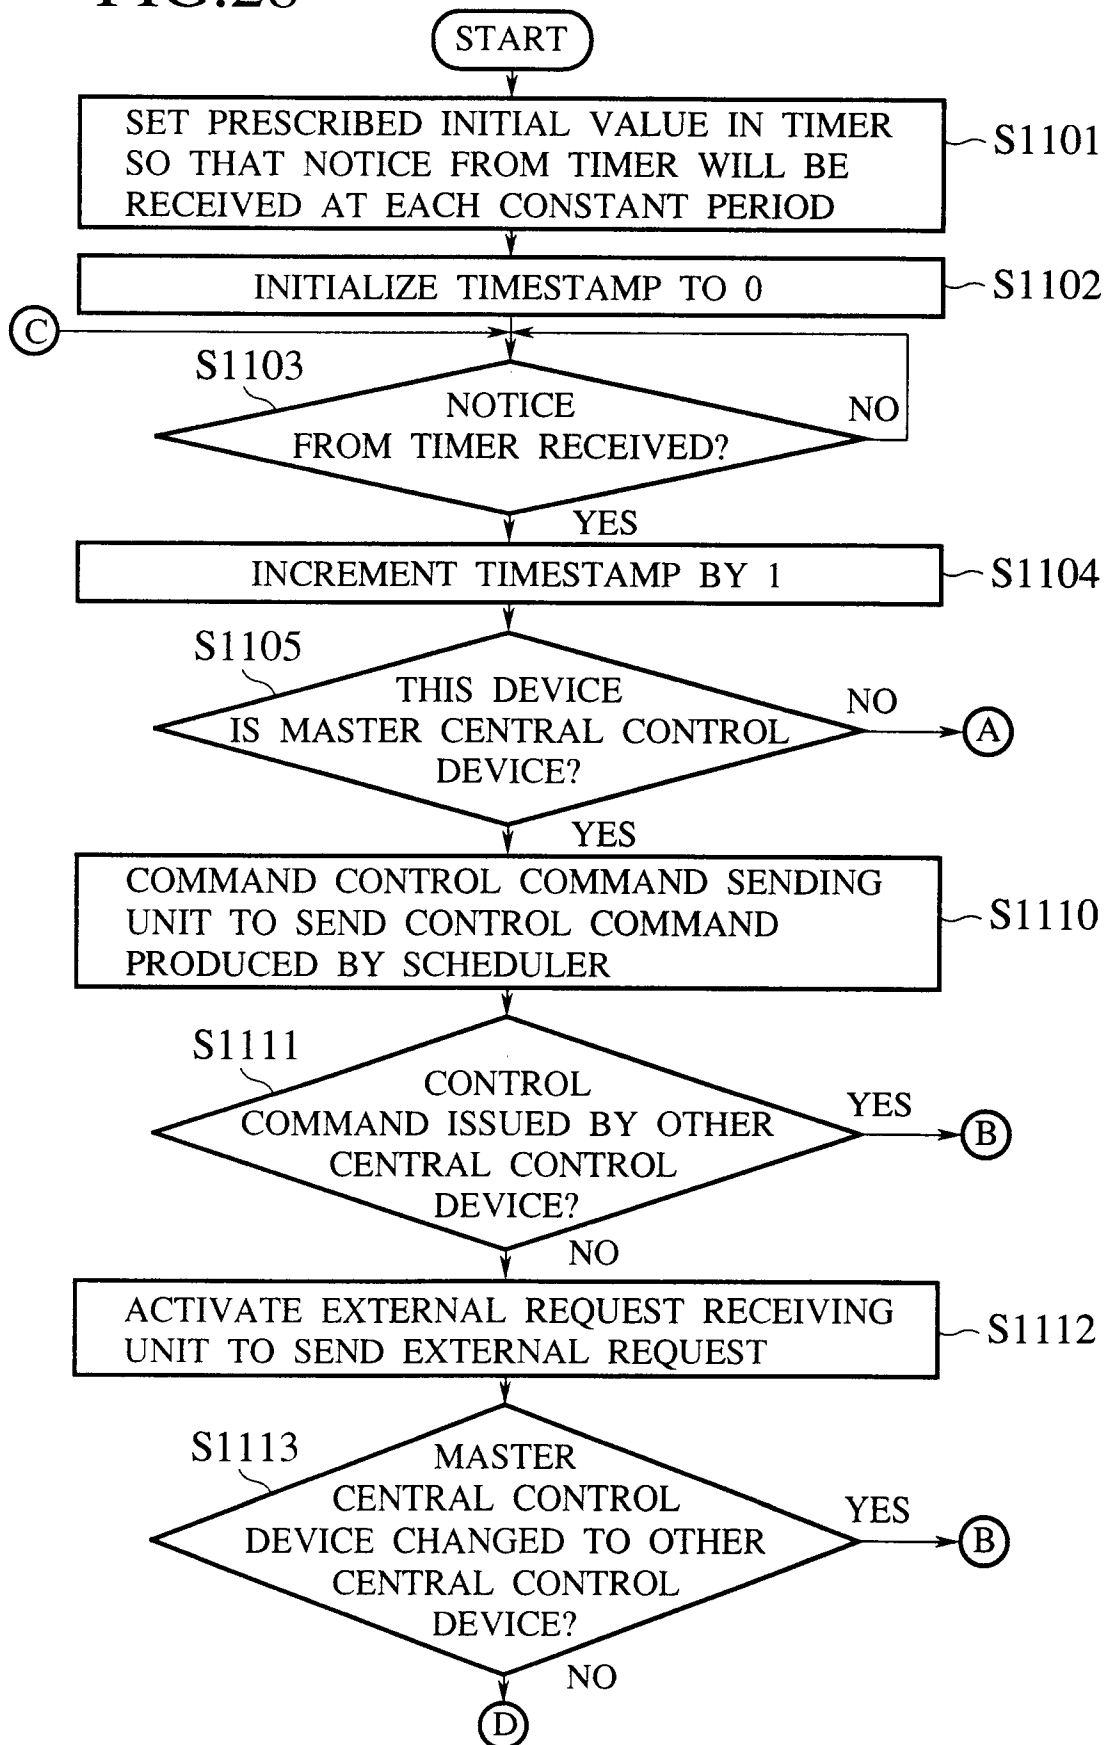 FIG.28
START
SET PRESCRIBED INITIAL VALUE IN TIMER
SO THAT NOTICE FROM TIMER WILL BE
RECEIVED AT EACH CONSTANT PERIOD
S1101
INITIALIZE TIMESTAMP TO 0
S1102
C
S1103
NOTICE
FROM TIMER RECEIVED?
NO
YES
INCREMENT TIMESTAMP BY 1
S1104
S1105
THIS DEVICE
IS MASTER CENTRAL CONTROL
DEVICE?
NO
A
YES
COMMAND CONTROL COMMAND SENDING
UNIT TO SEND CONTROL COMMAND
PRODUCED BY SCHEDULER
S1110
S1111
CONTROL
COMMAND ISSUED BY OTHER
CENTRAL CONTROL
DEVICE?
YES
B
NO
ACTIVATE EXTERNAL REQUEST RECEIVING
UNIT TO SEND EXTERNAL REQUEST
S1112
S1113
MASTER
CENTRAL CONTROL
DEVICE CHANGED TO OTHER
CENTRAL CONTROL
DEVICE?
YES
B
NO
D